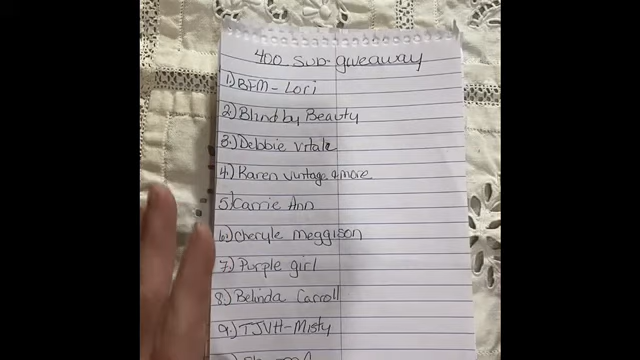 400 Sub-giveaway
1.) BFM - Lori
2.) Blind by Beauty
3.) Debbie Vitale
4.) Karen vintage & more
5.) Carrie Ann
6.) Cheryle Meggison
7.) Purple girl
8.) Belinda Carroll
9.) TJVH - Misty